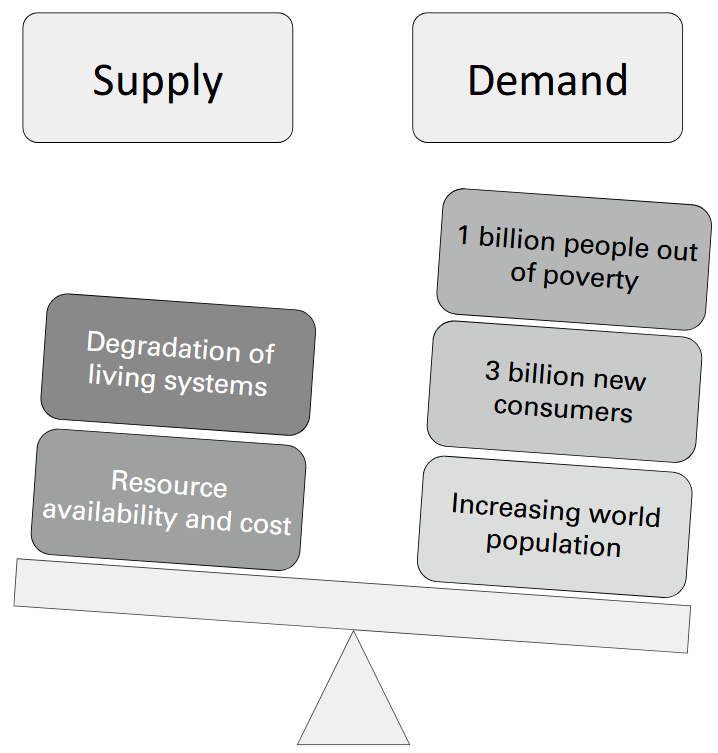 Supply
Demand
1 billion people out
of poverty
Degradation of
living systems
3 billion new
consumers
Resource
availability and cost
Increasing world
population